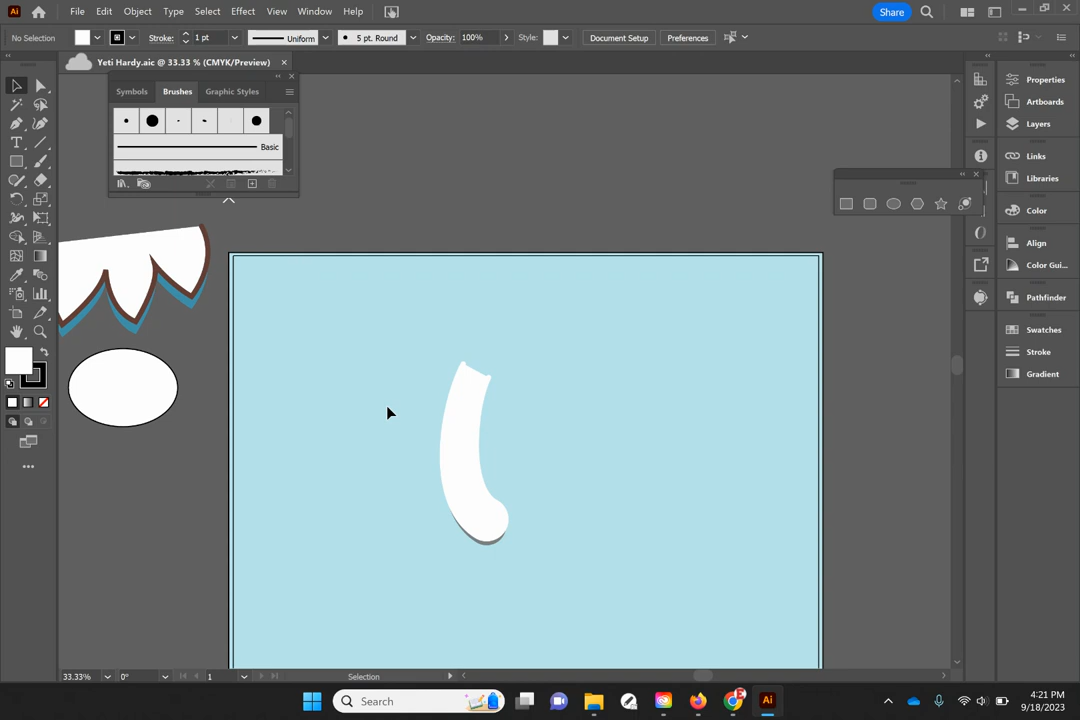 Ai File Edit Object Type Select Effect View Window Help Share
No Selection Stroke: 1 pt Uniform 5 pt. Round Opacity: 100% Style: Document Setup Preferences
Yeti Hardy.aic @ 33.33 % (CMYK/Preview)
Symbols Brushes Graphic Styles
Basic
Properties
Artboards
Layers
Links
Libraries
Color
Align
Color Gui...
Pathfinder
Swatches
Stroke
Gradient
33.33% 0° 1 Selection
Search Ai
4:21 PM
9/18/2023